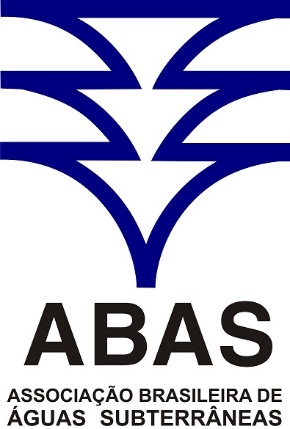 ABAS
ASSOCIAÇÃO BRASILEIRA DE
ÁGUAS SUBTERRÂNEAS